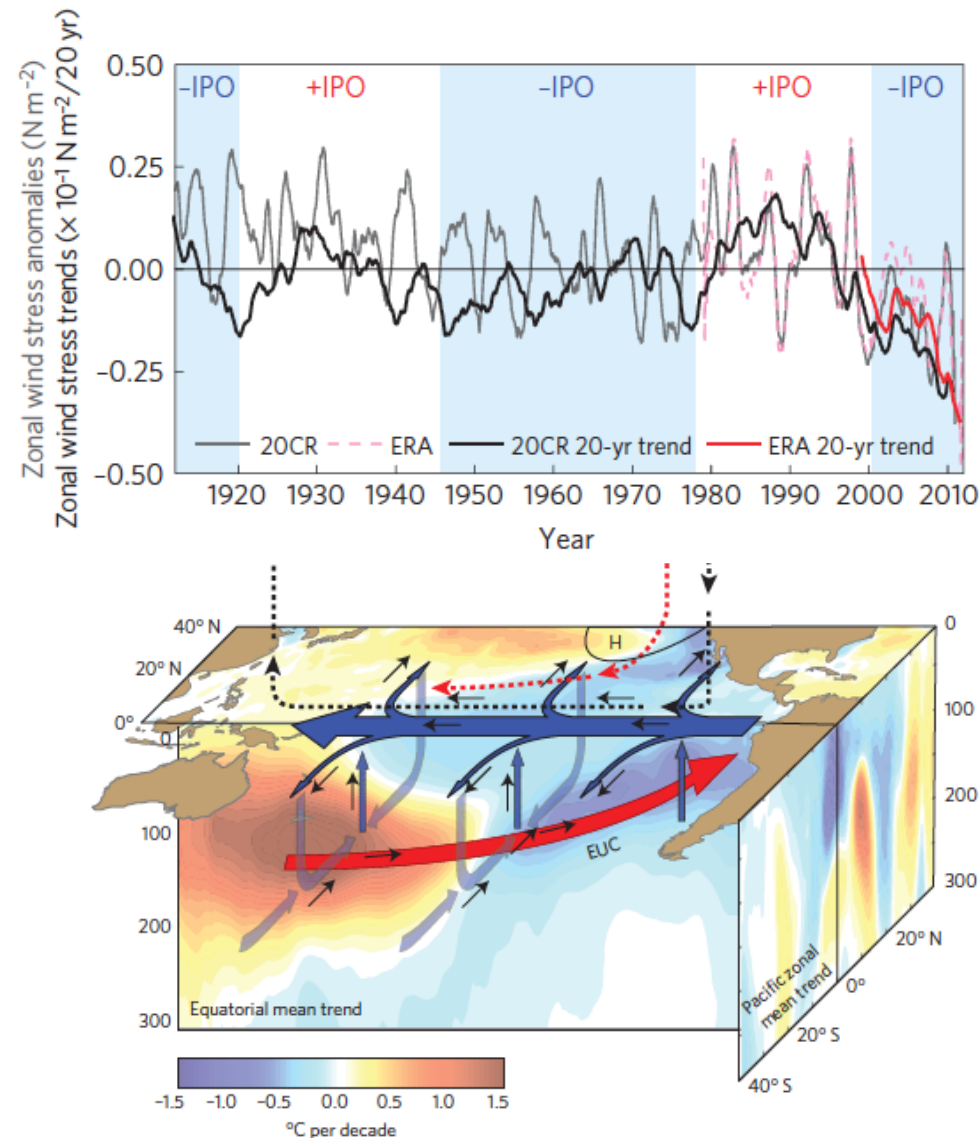 Zonal wind stress anomalies (N m⁻²)
Zonal wind stress trends (× 10⁻¹ N m⁻²/20 yr)
0.50
0.25
0.00
−0.25
−0.50
–IPO
+IPO
–IPO
+IPO
–IPO
20CR
ERA
20CR 20-yr trend
ERA 20-yr trend
1920
1930
1940
1950
1960
1970
1980
1990
2000
2010
Year
40° N
20° N
0°
H
0
100
200
300
0
100
200
300
EUC
Equatorial mean trend
Pacific zonal
mean trend
20° N
0°
20° S
40° S
−1.5
−1.0
−0.5
0.0
0.5
1.0
1.5
°C per decade